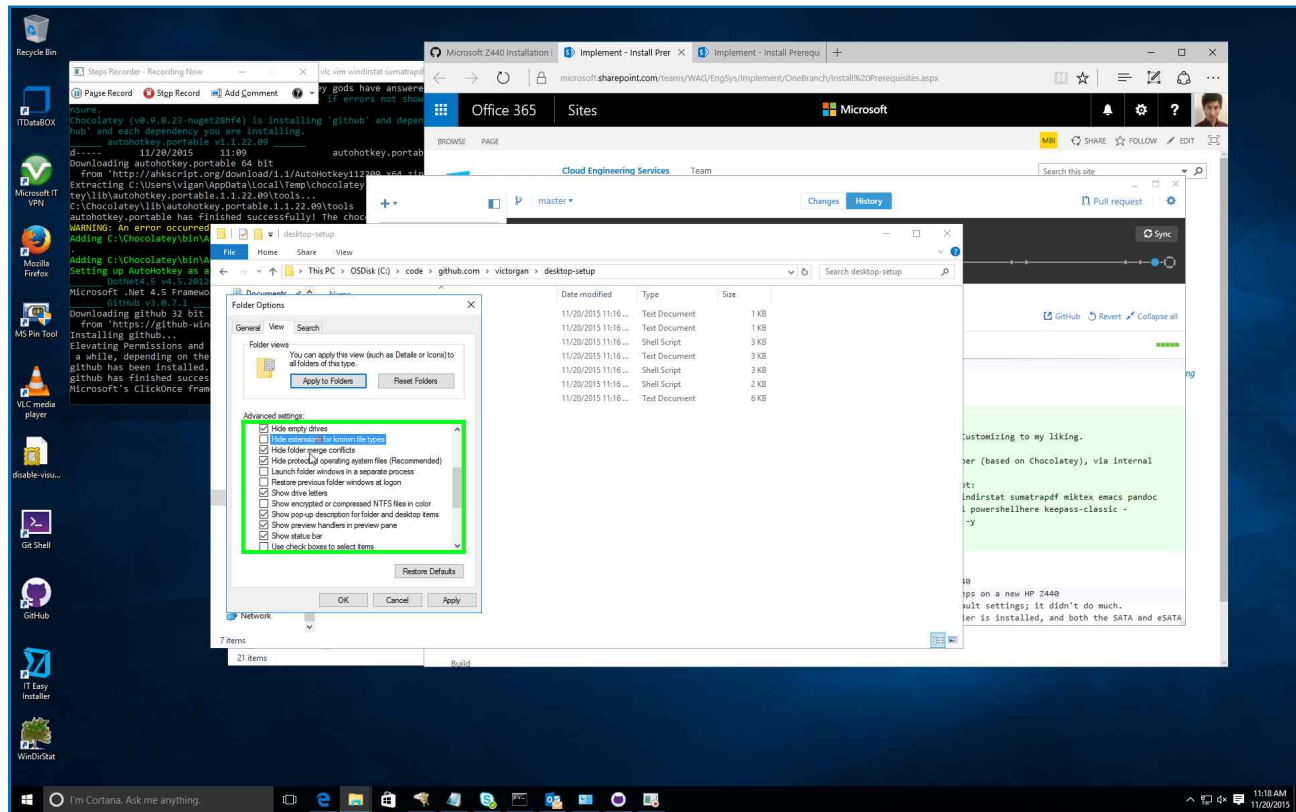 Recycle Bin
ITDataBOX
Microsoft IT
VPN
Mozilla
Firefox
MS Pin Tool
VLC media
player
disable-visu...
Git Shell
GitHub
IT Easy
Installer
WinDirStat
Steps Recorder - Recording Now
vlc vim windirstat sumatrapdf
Pause Record
Stop Record
Add Comment
ey gods have answere
if errors not show
nsure.
Chocolatey (v0.9.8.23-nuget28hf4) is installing 'github' and depen
hub' and each dependency you are installing.
______ autohotkey.portable v1.1.22.09 ______
d----- 11/20/2015 11:09 autohotkey.portab
Downloading autohotkey.portable 64 bit
from 'http://ahkscript.org/download/1.1/AutoHotkey112209_x64.zip
Extracting C:\Users\vigan\AppData\Local\Temp\chocolatey
tey\lib\autohotkey.portable.1.1.22.09\tools...
C:\Chocolatey\lib\autohotkey.portable.1.1.22.09\tools
autohotkey.portable has finished successfully! The choc
WARNING: An error occurred
Adding C:\Chocolatey\bin\A
.
Adding C:\Chocolatey\bin\A
Setting up AutoHotkey as a
______ DotNet4.5 v4.5.2012
Microsoft .Net 4.5 Framewo
______ GitHub v3.0.7.1
Downloading github 32 bit
from 'https://github-win
Installing github...
Elevating Permissions and
a while, depending on the
github has been installed.
github has finished succes
Microsoft's ClickOnce fram
Microsoft Z440 Installation I
Implement - Install Prer
Implement - Install Prerequi
microsoft.sharepoint.com/teams/WAG/EngSys/Implement/OneBranch/Install%20Prerequisites.aspx
Office 365
Sites
Microsoft
BROWSE
PAGE
MBI
SHARE
FOLLOW
EDIT
Cloud Engineering Services
Team
Search this site
master
Changes
History
Pull request
Sync
GitHub
Revert
Collapse all
ng
Customizing to my liking.
per (based on Chocolatey), via internal
pt:
indirstat sumatrapdf miktex emacs pandoc
powershellhere keepass-classic -
-y
40
eps on a new HP Z440
ault settings; it didn't do much.
ler is installed, and both the SATA and eSATA
Build
desktop-setup
File
Home
Share
View
This PC > OSDisk (C:) > code > github.com > victorgan > desktop-setup
Search desktop-setup
Documents
Name
Date modified
Type
Size
11/20/2015 11:16 ... Text Document 1 KB
11/20/2015 11:16 ... Text Document 1 KB
11/20/2015 11:16 ... Shell Script 3 KB
11/20/2015 11:16 ... Text Document 3 KB
11/20/2015 11:16 ... Shell Script 3 KB
11/20/2015 11:16 ... Shell Script 2 KB
11/20/2015 11:16 ... Text Document 6 KB
Network
7 items
21 items
Folder Options
General
View
Search
Folder views
You can apply this view (such as Details or Icons) to
all folders of this type.
Apply to Folders
Reset Folders
Advanced settings:
Hide empty drives
Hide extensions for known file types
Hide folder merge conflicts
Hide protected operating system files (Recommended)
Launch folder windows in a separate process
Restore previous folder windows at logon
Show drive letters
Show encrypted or compressed NTFS files in color
Show pop-up description for folder and desktop items
Show preview handlers in preview pane
Show status bar
Use check boxes to select items
Restore Defaults
OK
Cancel
Apply
I'm Cortana. Ask me anything.
11:18 AM
11/20/2015